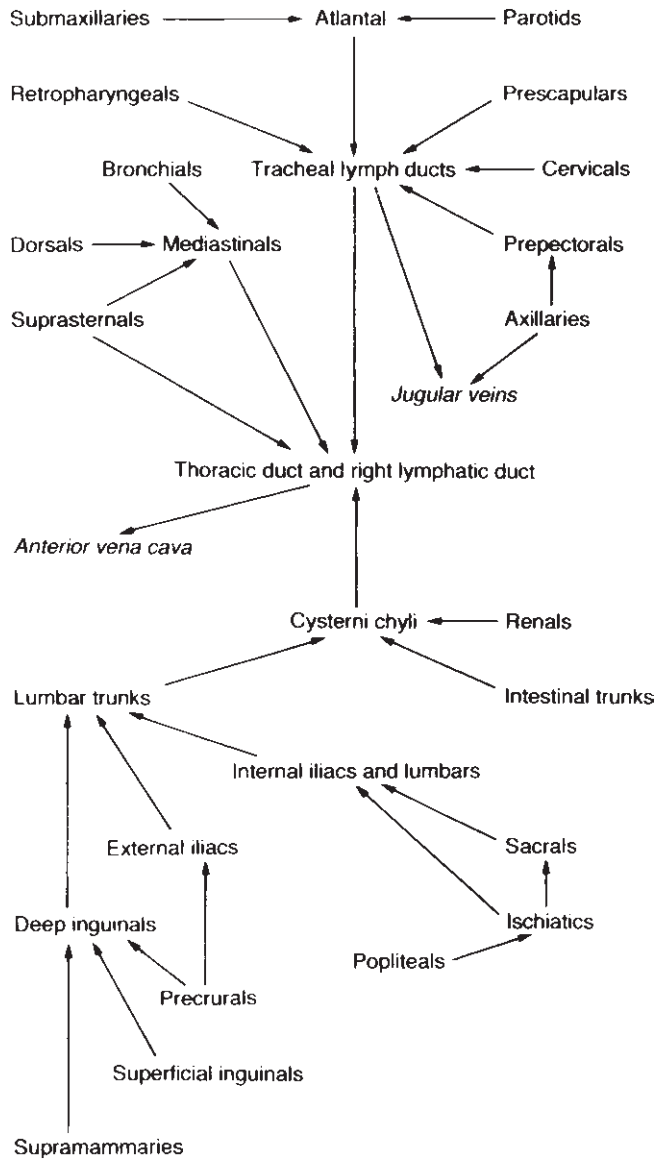 Submaxillaries Atlantal Parotids
Retropharyngeals Prescapulars
Bronchials Tracheal lymph ducts Cervicals
Dorsals Mediastinals Prepectorals
Suprasternals Axillaries
Jugular veins
Thoracic duct and right lymphatic duct
Anterior vena cava
Cysterni chyli Renals
Lumbar trunks Intestinal trunks
Internal iliacs and lumbars
External iliacs Sacrals
Deep inguinals Ischiatics
Popliteals
Precrurals
Superficial inguinals
Supramammaries